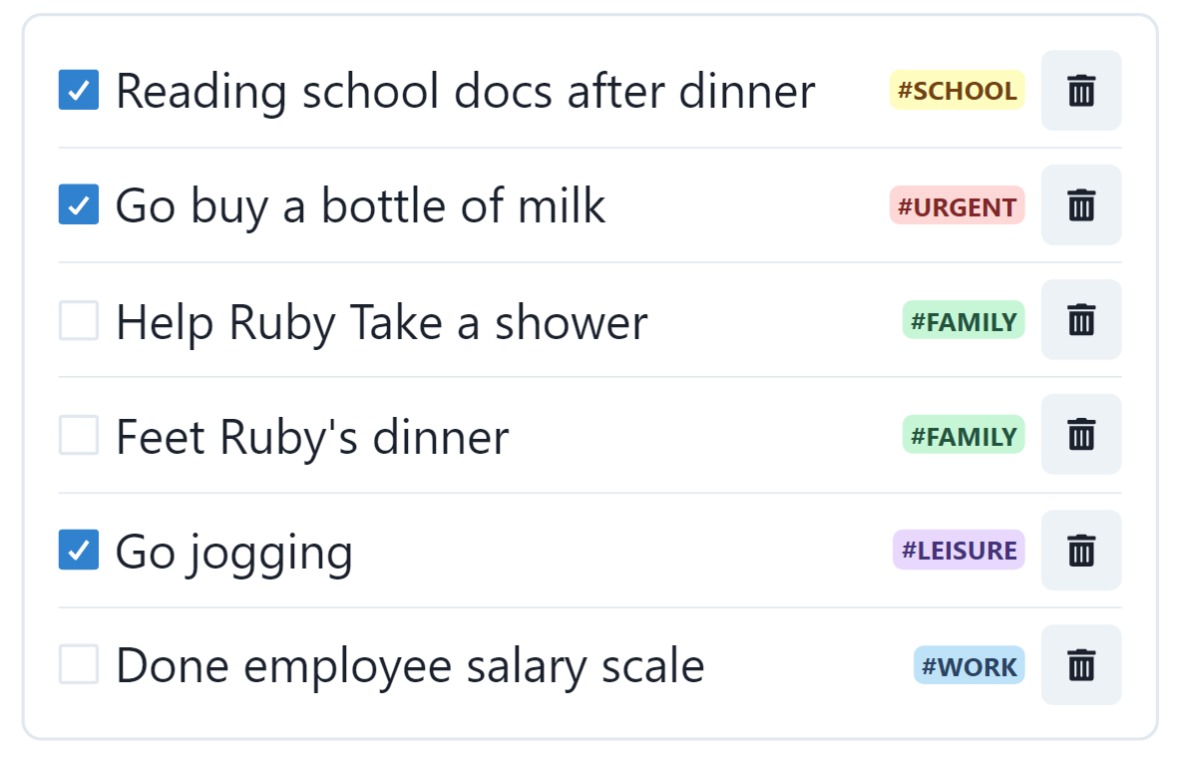 Reading school docs after dinner #SCHOOL
Go buy a bottle of milk #URGENT
Help Ruby Take a shower #FAMILY
Feet Ruby's dinner #FAMILY
Go jogging #LEISURE
Done employee salary scale #WORK